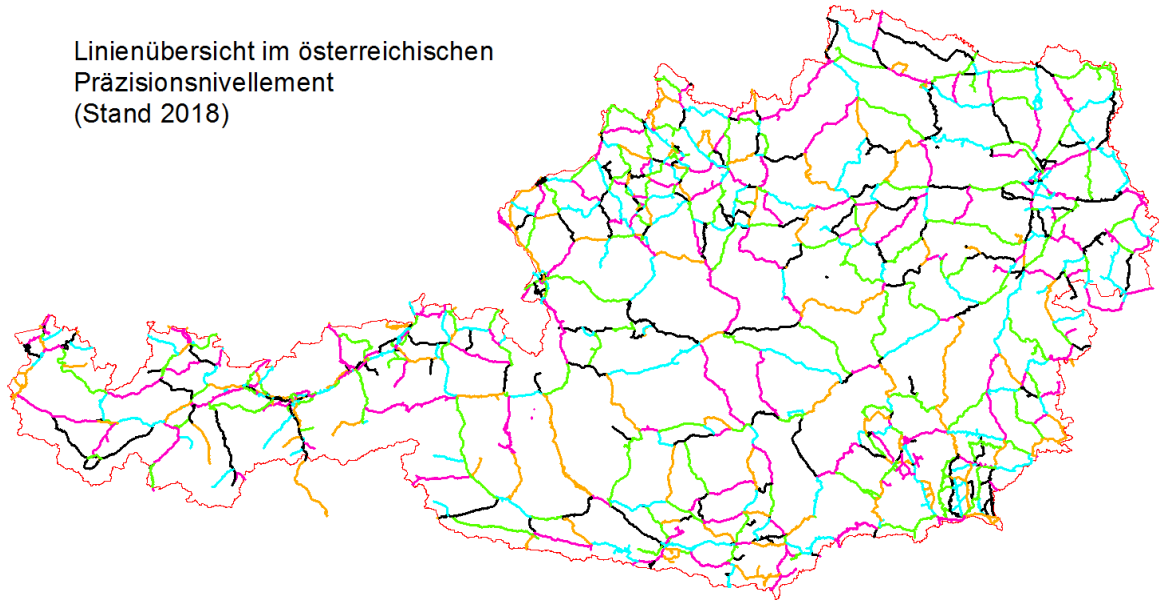 Linienübersicht im österreichischen
Präzisionsnivellement
(Stand 2018)